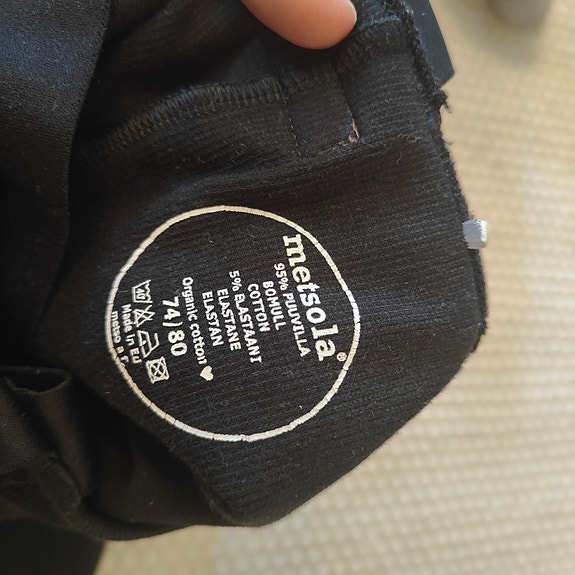 metsola®
95% PUUVILLA
BOMULL
COTTON
5% ELASTAANI
ELASTANE
ELASTAN
Organic cotton ♥
74/80
Made in EU